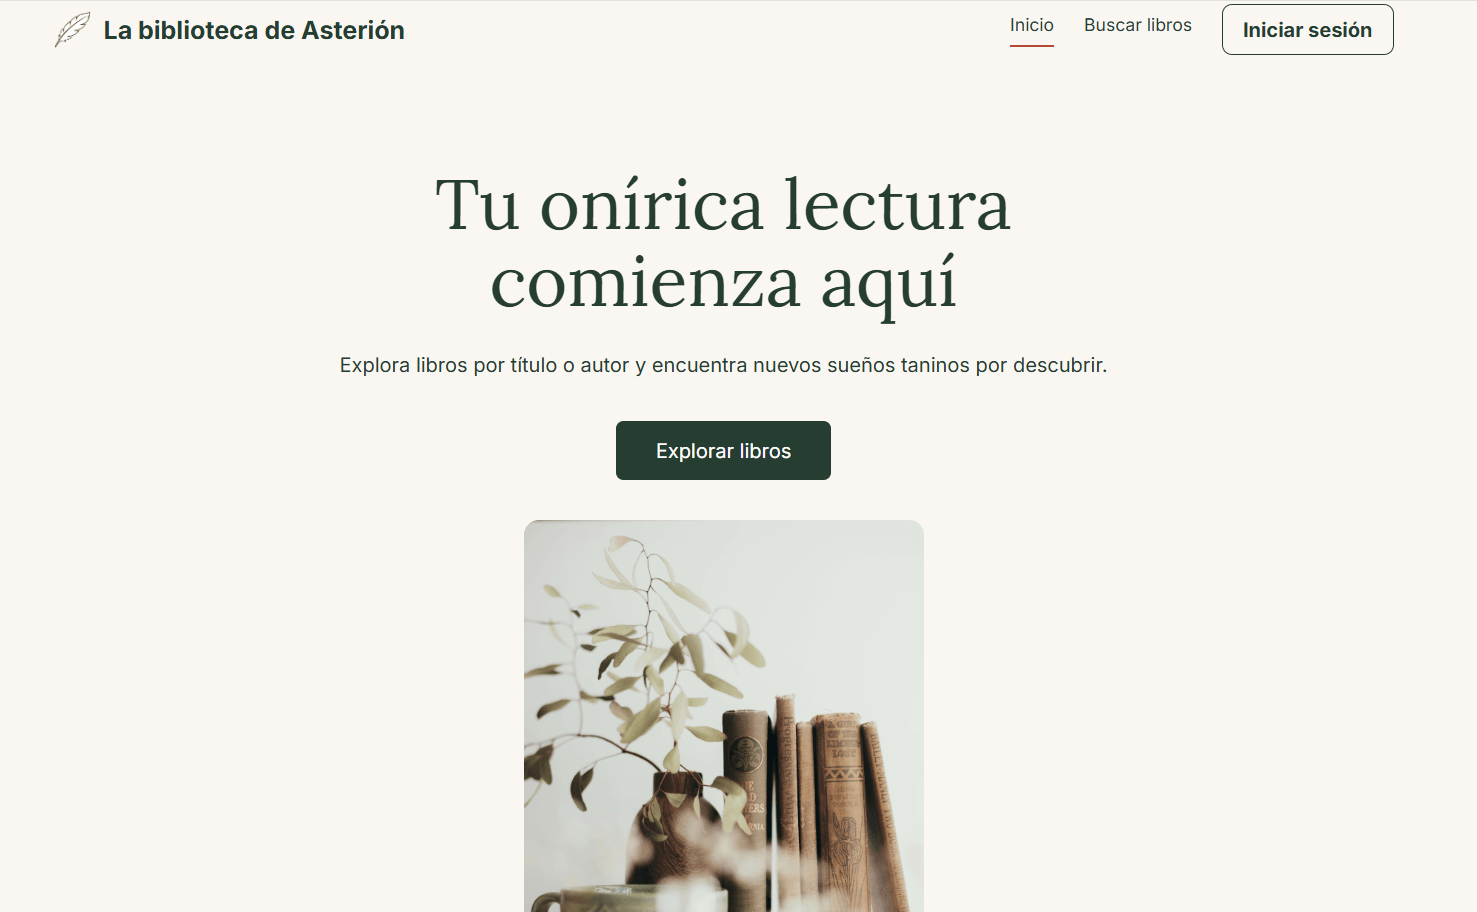 La biblioteca de Asterión
Inicio
Buscar libros
Iniciar sesión
Tu onírica lectura
comienza aquí
Explora libros por título o autor y encuentra nuevos sueños taninos por descubrir.
Explorar libros
LOST